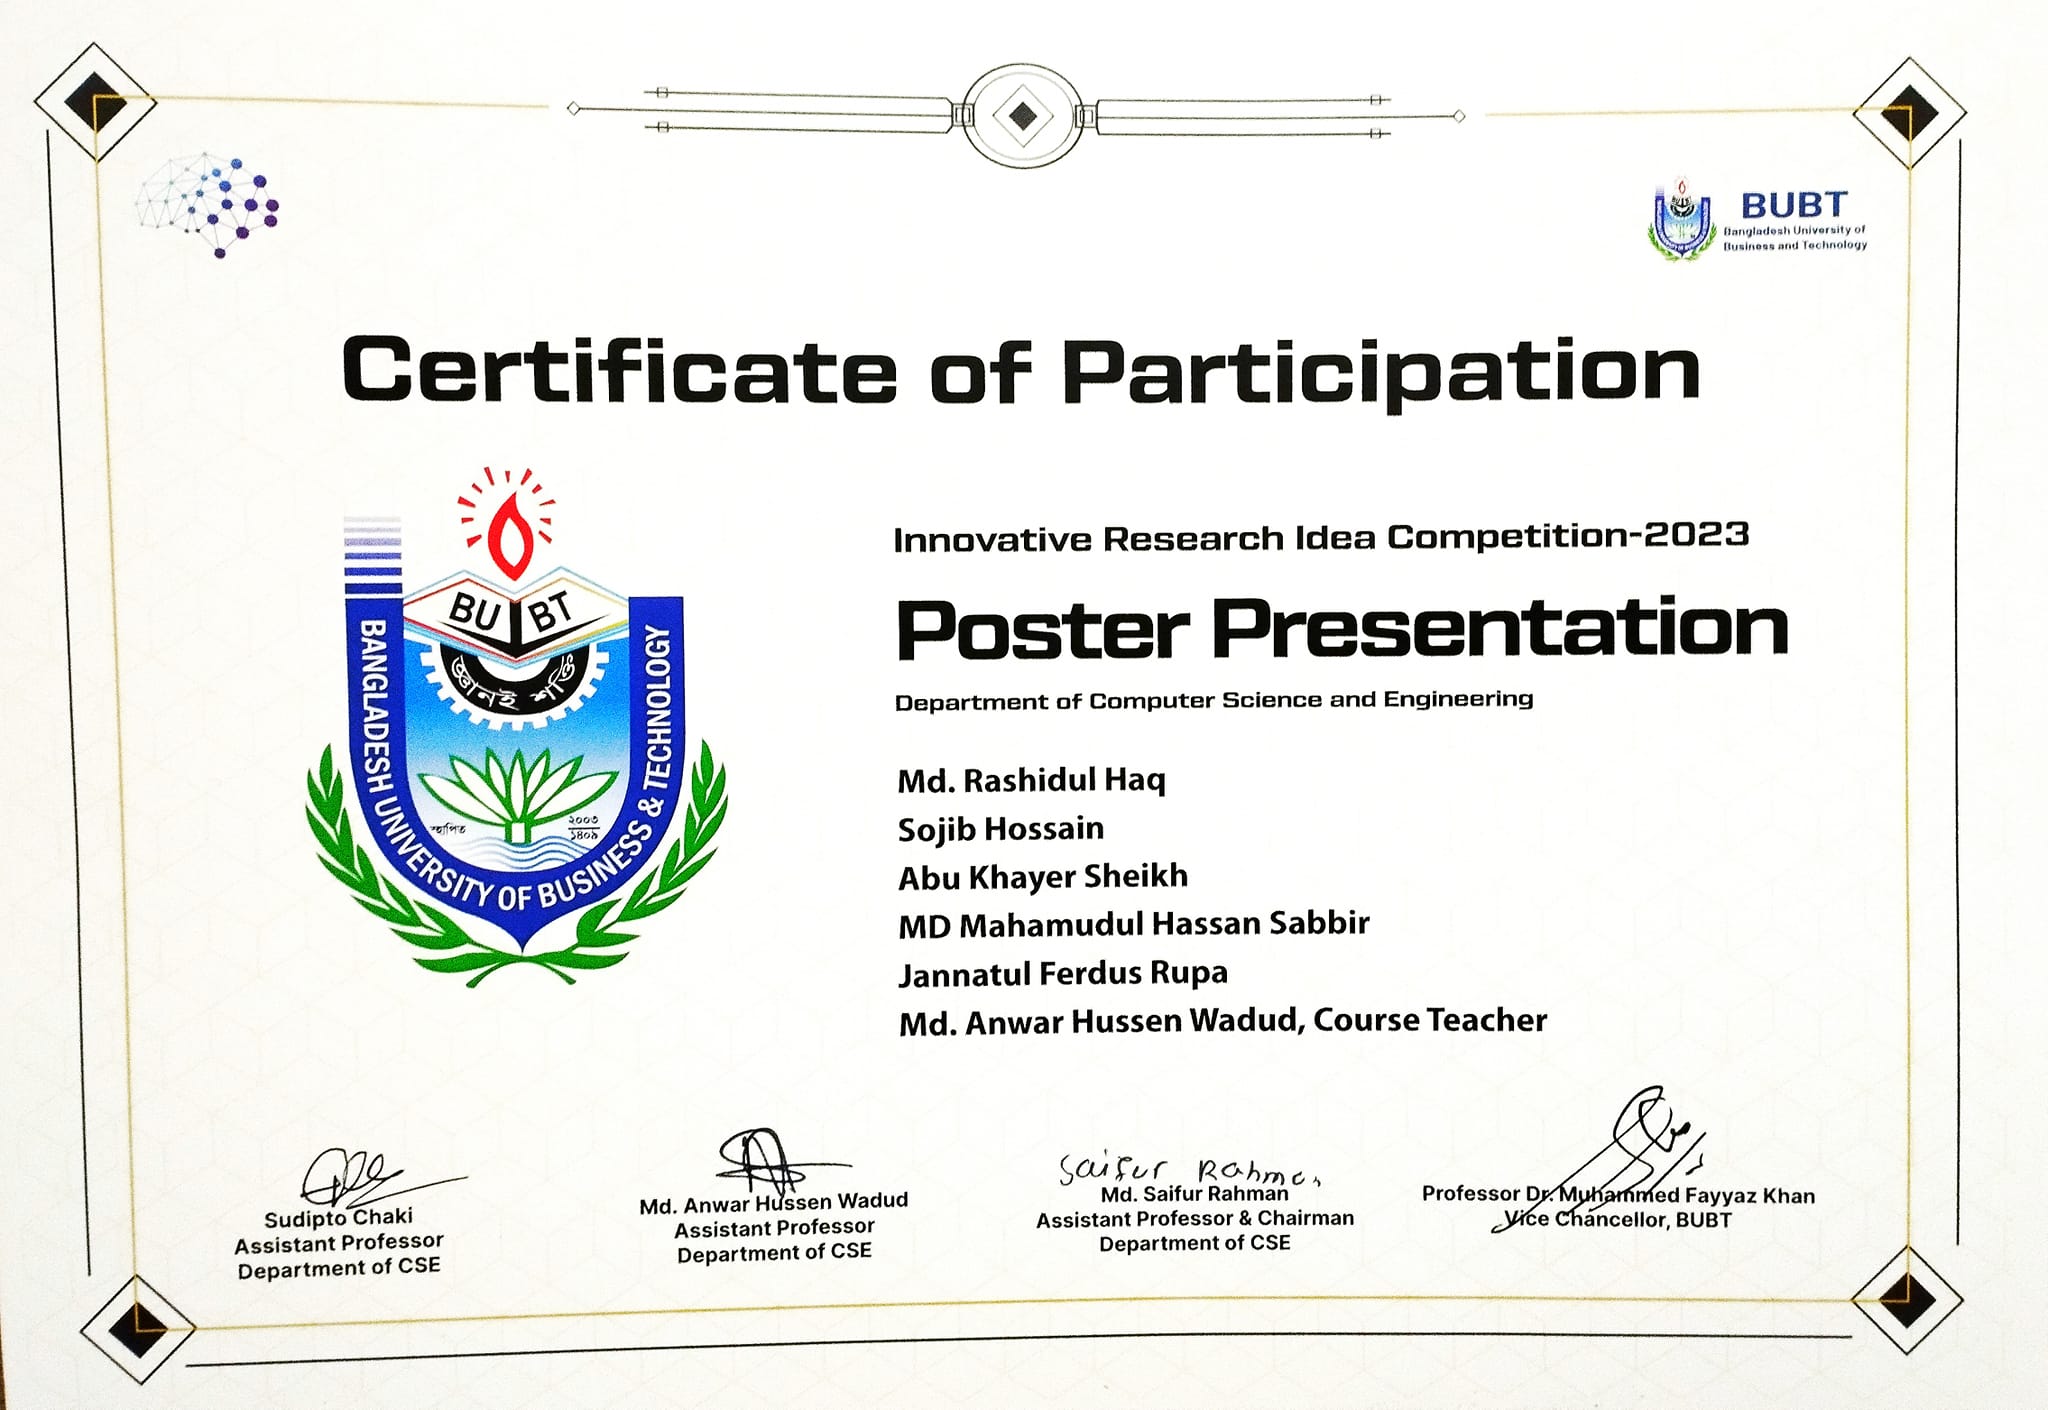 BUBT
Bangladesh University of
Business and Technology
Certificate of Participation
BU BT
জ্ঞানই শক্তি
BANGLADESH UNIVERSITY OF BUSINESS & TECHNOLOGY
স্থাপিত
২০০৩
১৪০৯
Innovative Research Idea Competition-2023
Poster Presentation
Department of Computer Science and Engineering
Md. Rashidul Haq
Sojib Hossain
Abu Khayer Sheikh
MD Mahamudul Hassan Sabbir
Jannatul Ferdus Rupa
Md. Anwar Hussen Wadud, Course Teacher
Sudipto Chaki
Assistant Professor
Department of CSE
Md. Anwar Hussen Wadud
Assistant Professor
Department of CSE
Saifur Rahman
Md. Saifur Rahman
Assistant Professor & Chairman
Department of CSE
Professor Dr. Muhammed Fayyaz Khan
Vice Chancellor, BUBT